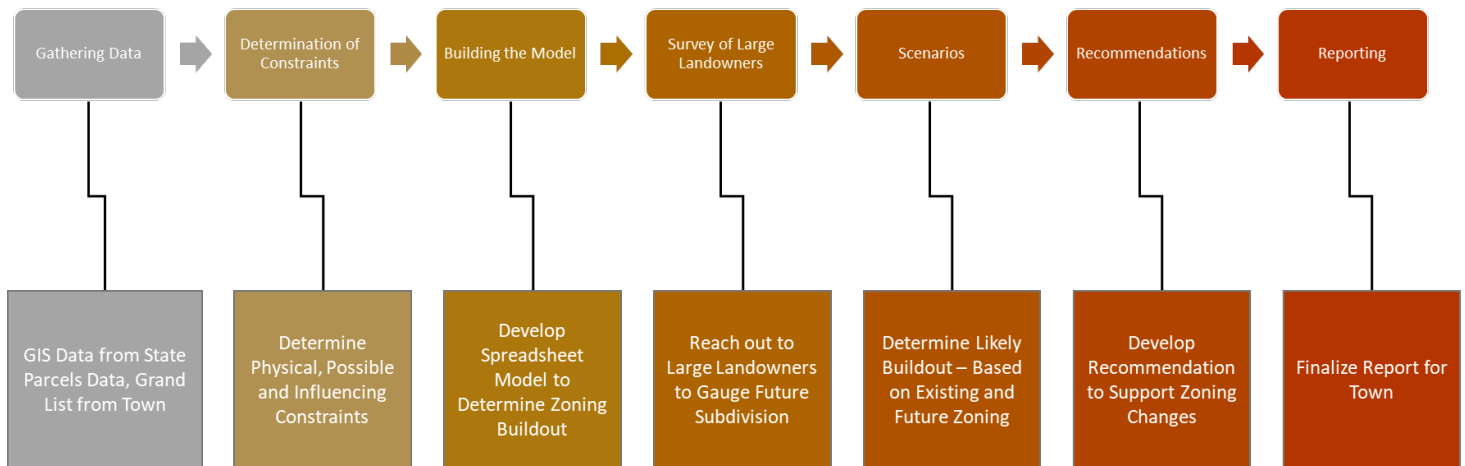 Gathering Data
Determination of
Constraints
Building the Model
Survey of Large
Landowners
Scenarios
Recommendations
Reporting
GIS Data from State
Parcels Data, Grand
List from Town
Determine
Physical, Possible
and Influencing
Constraints
Develop
Spreadsheet
Model to
Determine Zoning
Buildout
Reach out to
Large Landowners
to Gauge Future
Subdivision
Determine Likely
Buildout – Based
on Existing and
Future Zoning
Develop
Recommendation
to Support Zoning
Changes
Finalize Report for
Town